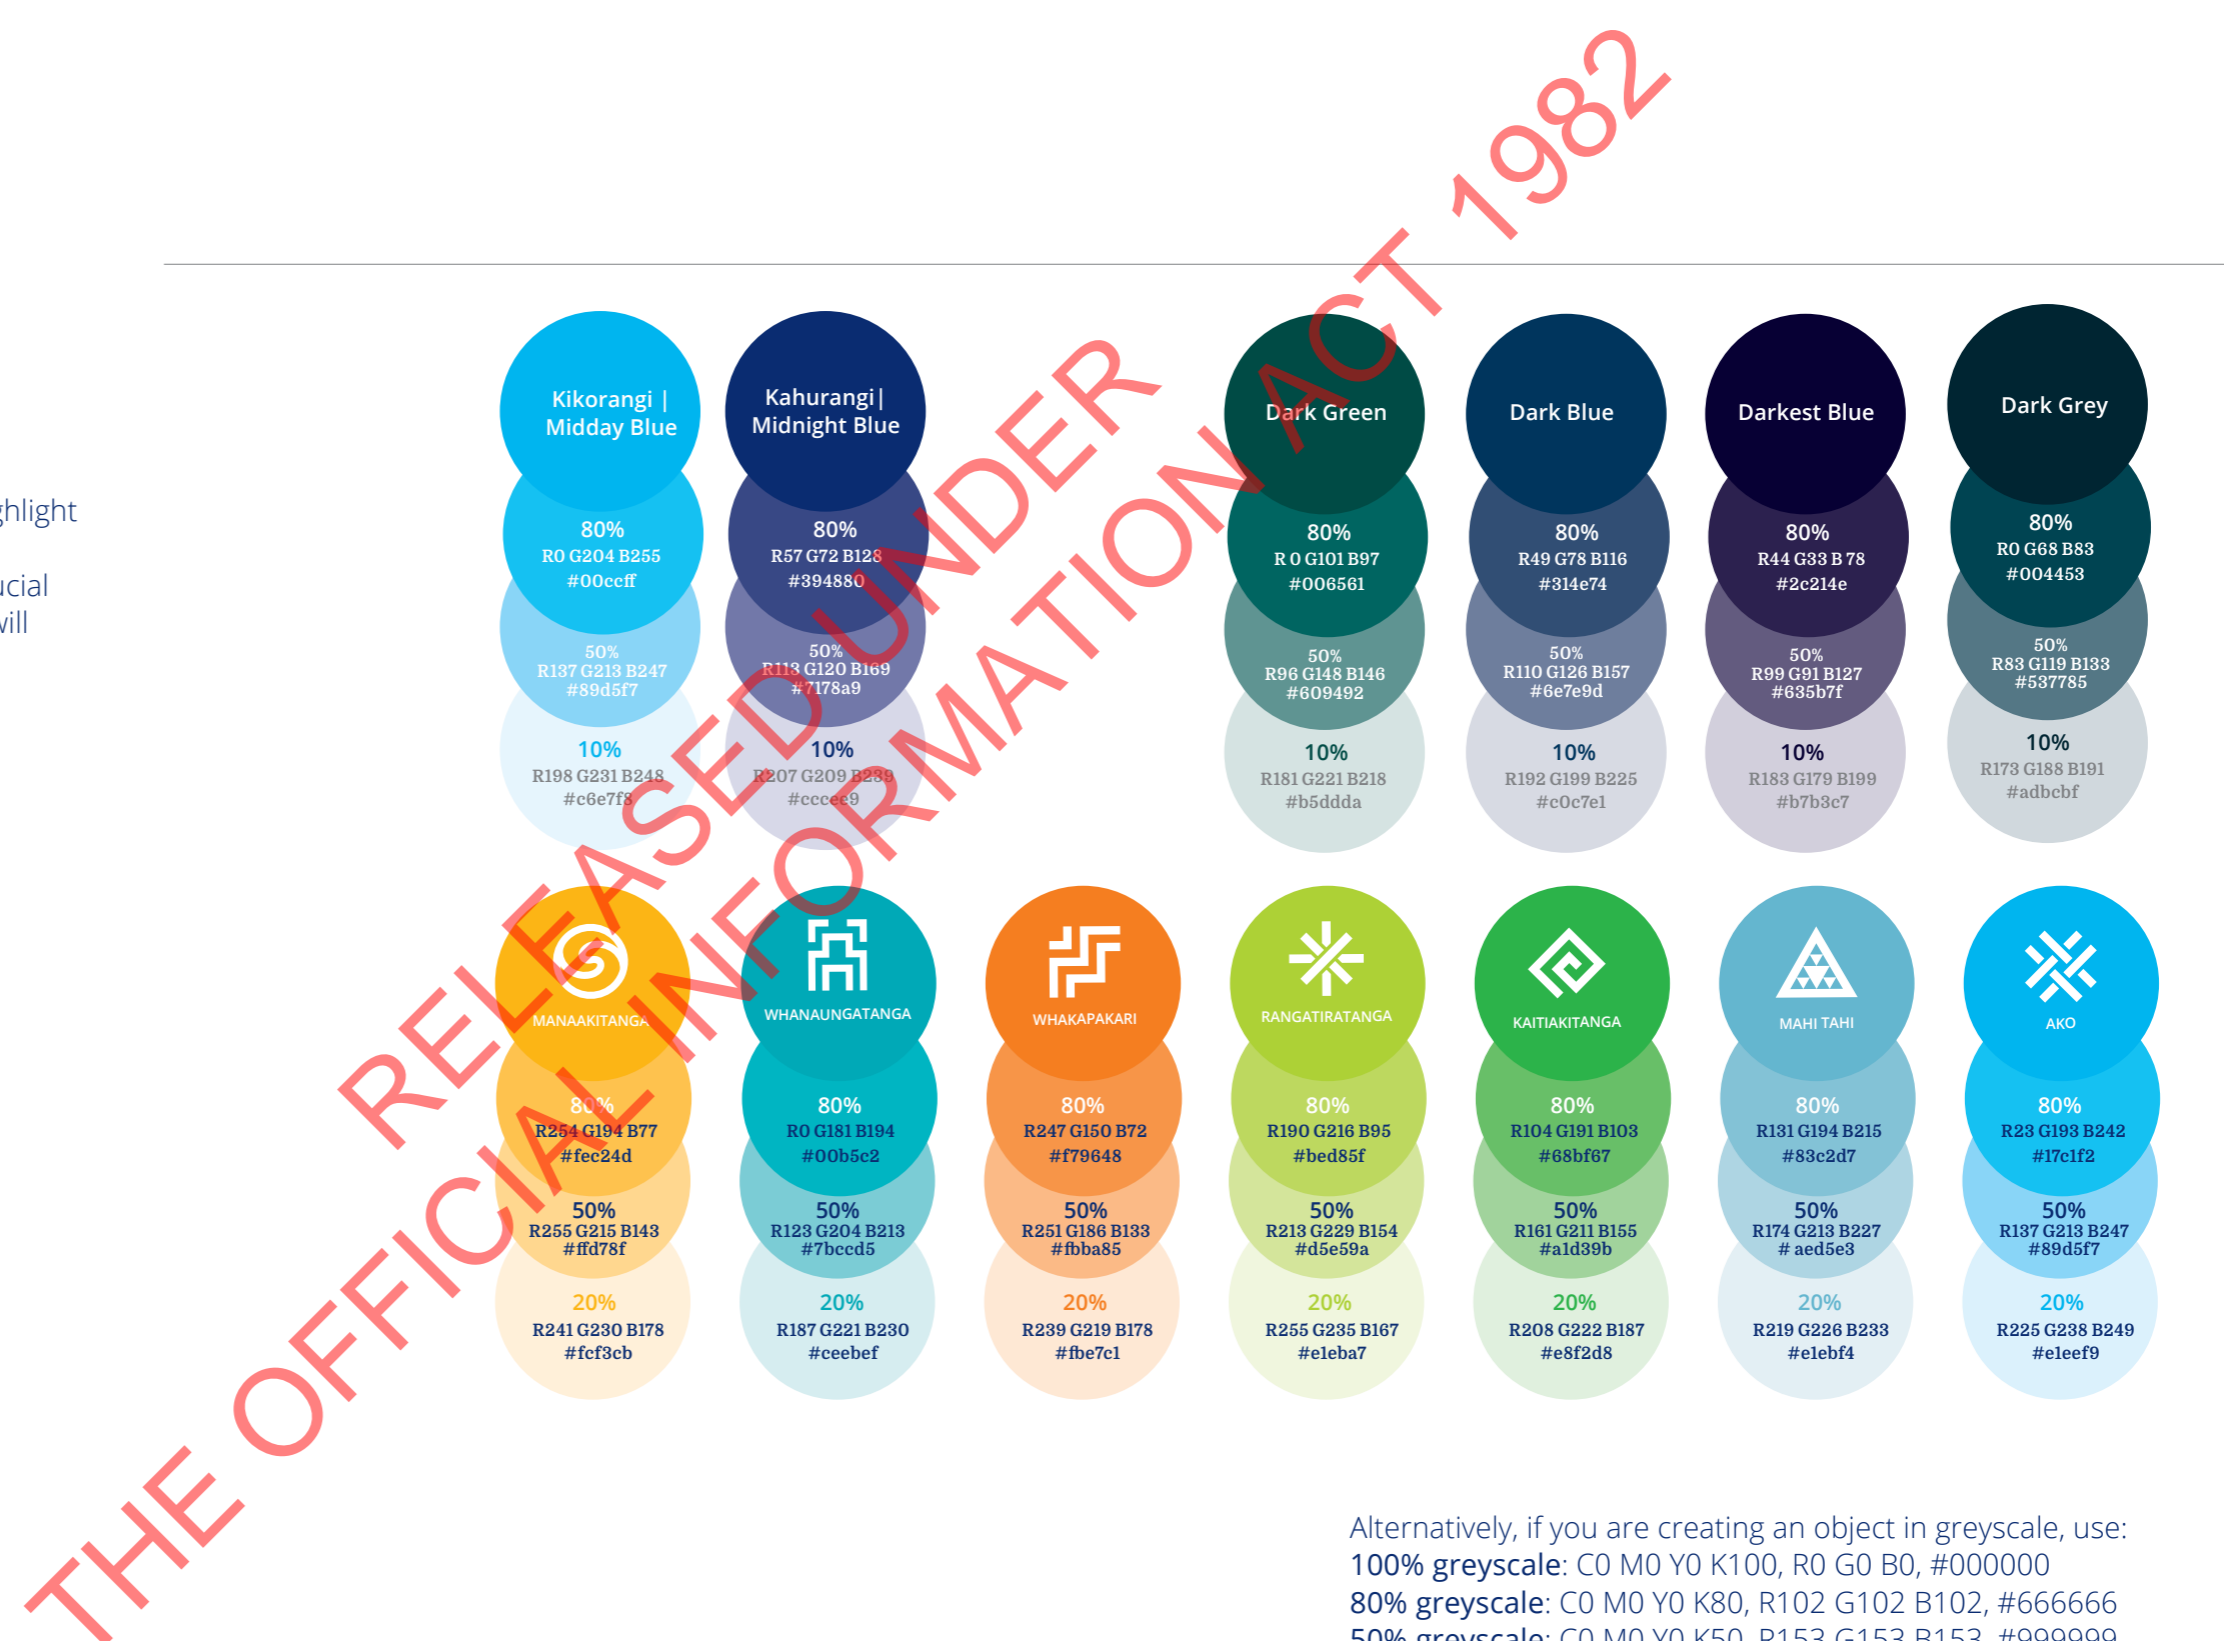 ghlight
ucial
will
Kikorangi |
Midday Blue
80%
R0 G204 B255
#00ccff
50%
R137 G213 B247
#89d5f7
10%
R198 G231 B248
#c6e7f8
Kahurangi|
Midnight Blue
80%
R57 G72 B128
#394880
50%
R113 G120 B169
#7178a9
10%
R207 G209 B239
#cccee9
Dark Green
80%
R 0 G101 B97
#006561
50%
R96 G148 B146
#609492
10%
R181 G221 B218
#b5ddda
Dark Blue
80%
R49 G78 B116
#314e74
50%
R110 G126 B157
#6e7e9d
10%
R192 G199 B225
#c0c7e1
Darkest Blue
80%
R44 G33 B 78
#2c214e
50%
R99 G91 B127
#635b7f
10%
R183 G179 B199
#b7b3c7
Dark Grey
80%
R0 G68 B83
#004453
50%
R83 G119 B133
#537785
10%
R173 G188 B191
#adbcbf
MANAAKITANGA
80%
R254 G194 B77
#fec24d
50%
R255 G215 B143
#ffd78f
20%
R241 G230 B178
#fcf3cb
WHANAUNGATANGA
80%
R0 G181 B194
#00b5c2
50%
R123 G204 B213
#7bccd5
20%
R187 G221 B230
#ceebef
WHAKAPAKARI
80%
R247 G150 B72
#f79648
50%
R251 G186 B133
#fbba85
20%
R239 G219 B178
#fbe7c1
RANGATIRATANGA
80%
R190 G216 B95
#bed85f
50%
R213 G229 B154
#d5e59a
20%
R255 G235 B167
#e1eba7
KAITIAKITANGA
80%
R104 G191 B103
#68bf67
50%
R161 G211 B155
#a1d39b
20%
R208 G222 B187
#e8f2d8
MAHI TAHI
80%
R131 G194 B215
#83c2d7
50%
R174 G213 B227
# aed5e3
20%
R219 G226 B233
#e1ebf4
AKO
80%
R23 G193 B242
#17c1f2
50%
R137 G213 B247
#89d5f7
20%
R225 G238 B249
#e1eef9
Alternatively, if you are creating an object in greyscale, use:
100% greyscale: C0 M0 Y0 K100, R0 G0 B0, #000000
80% greyscale: C0 M0 Y0 K80, R102 G102 B102, #666666
50% greyscale: C0 M0 Y0 K50, R153 G153 B153, #999999
RELEASED UNDER
THE OFFICIAL INFORMATION ACT 1982